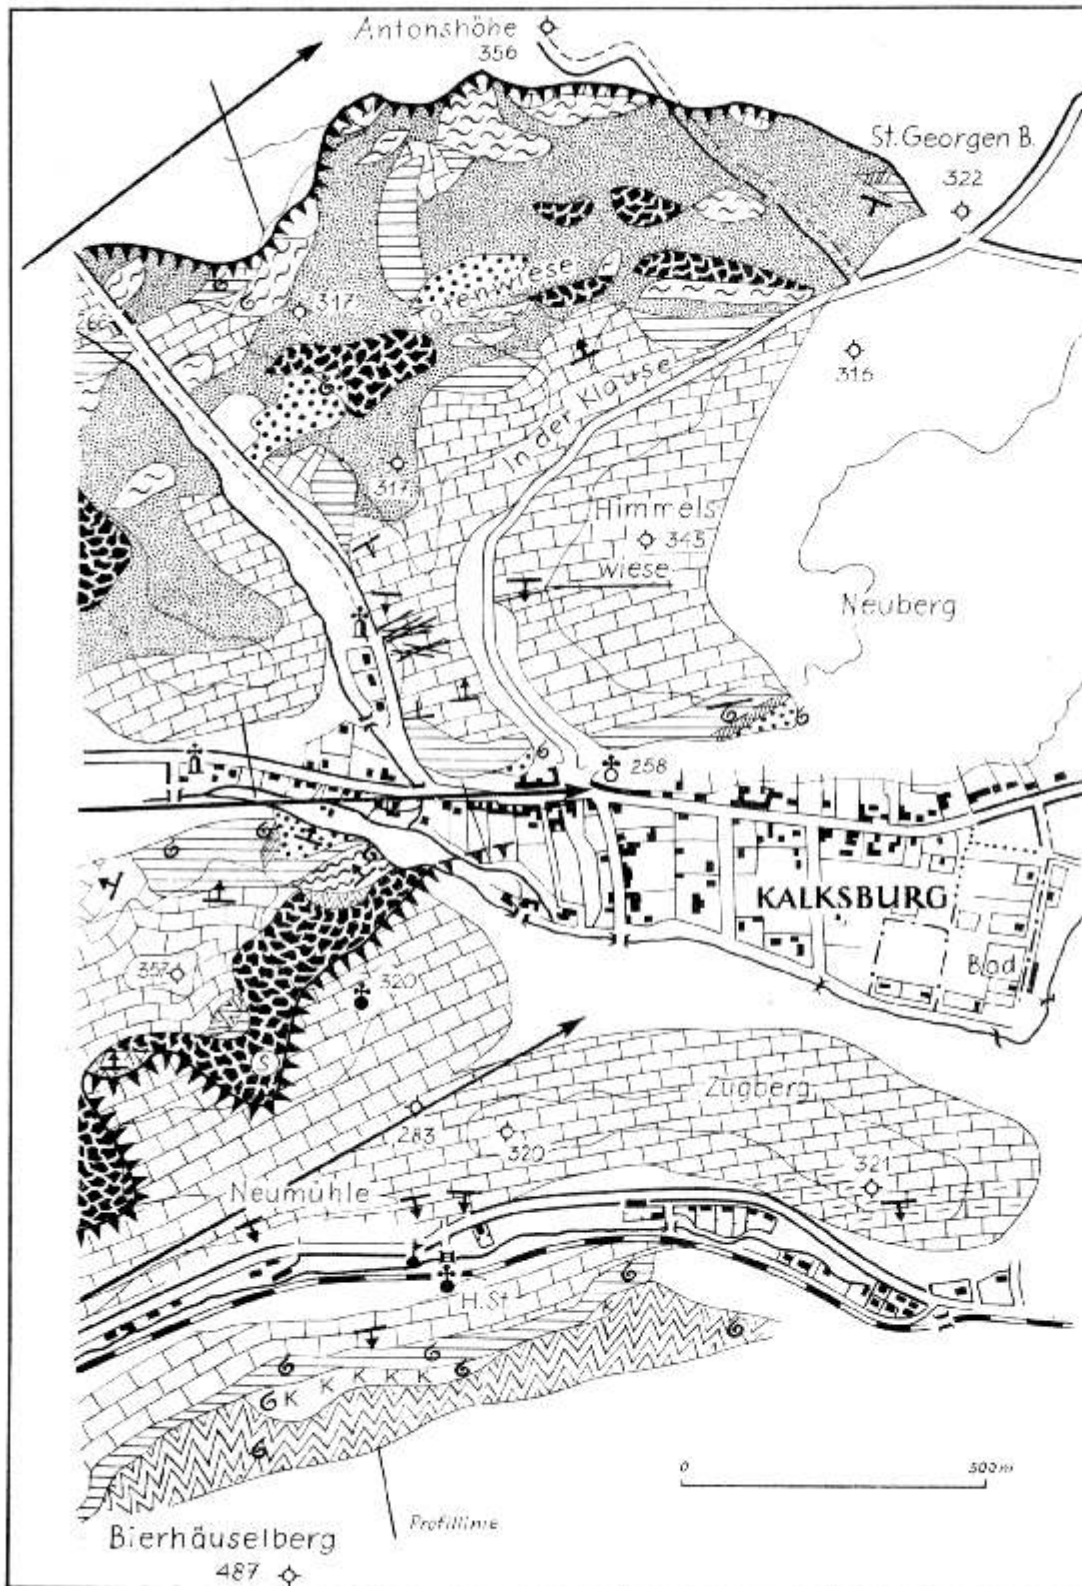 Antonshöhe
356
St. Georgen B.
322
317
316
In der Klause
317
Himmels
343
wiese
Neuberg
258
KALKSBURG
357
320
Bad
S
Zugberg
283
320
321
Neumühle
H. St.
K K K K K K
0 500m
Profillinie
Bierhäuselberg
487